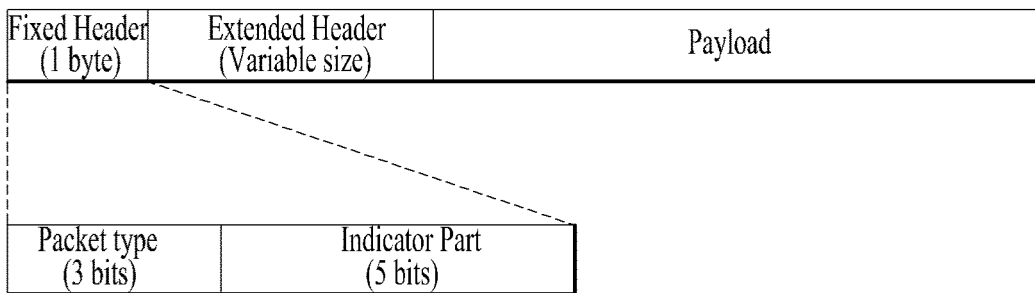 Fixed Header
(1 byte)
Extended Header
(Variable size)
Payload
Packet type
(3 bits)
Indicator Part
(5 bits)